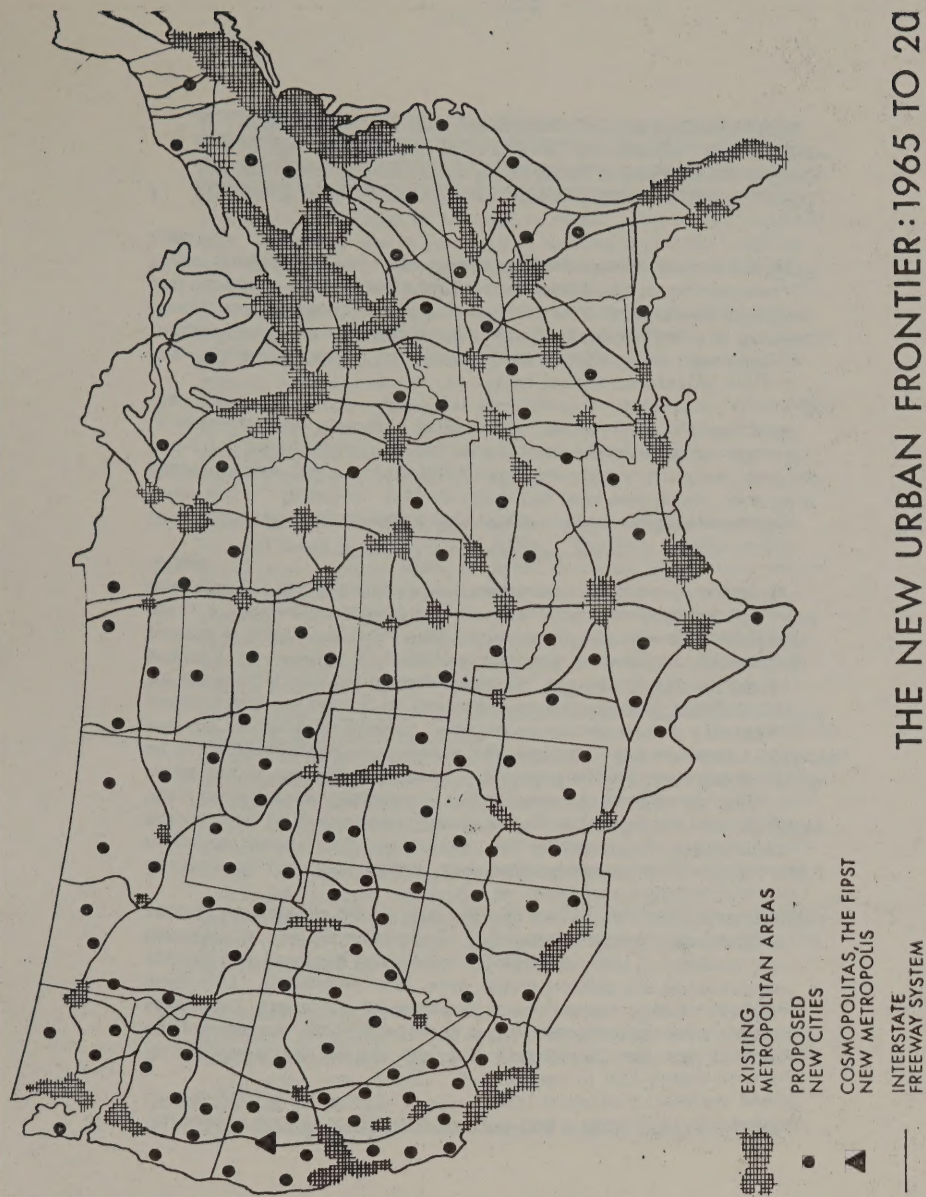 EXISTING
METROPOLITAN AREAS
PROPOSED
NEW CITIES
COSMOPOLITAS, THE FIPST
NEW METROPOLIS
INTERSTATE
FREEWAY SYSTEM
THE NEW URBAN FRONTIER : 1965 TO 20